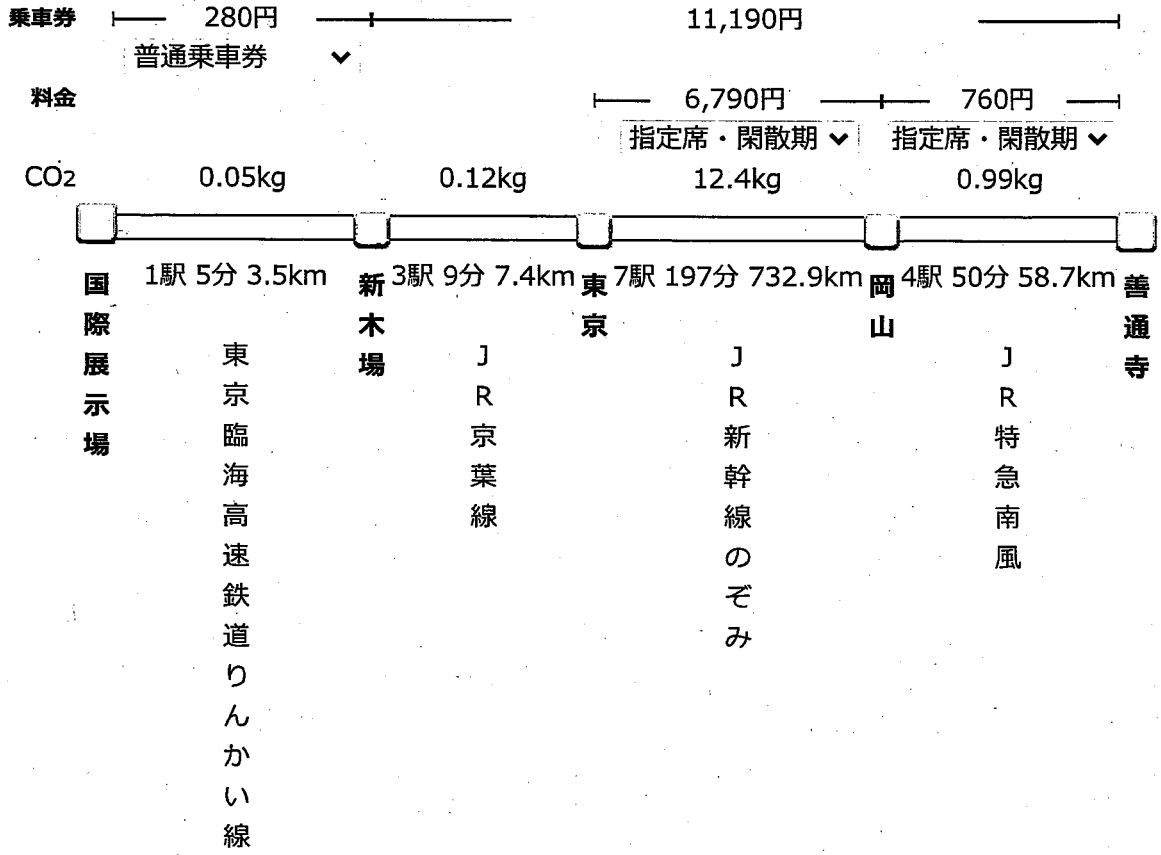 乗車券 280円 11,190円
普通乗車券
料金 6,790円 760円
指定席・閑散期 指定席・閑散期
CO2 0.05kg 0.12kg 12.4kg 0.99kg
1駅 5分 3.5km 3駅 9分 7.4km 7駅 197分 732.9km 4駅 50分 58.7km
国際展示場
東京臨海高速鉄道りんかい線
新木場
JR京葉線
東京
JR新幹線のぞみ
岡山
JR特急南風
善通寺